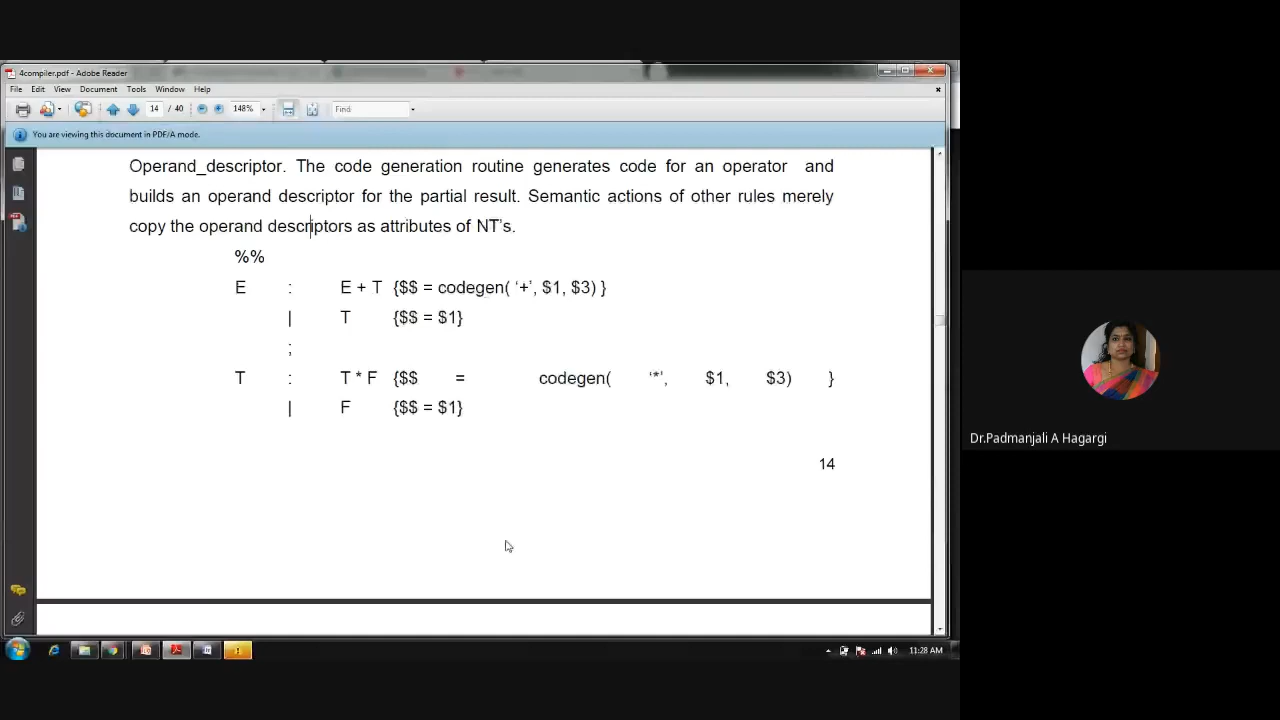 4compiler.pdf - Adobe Reader
File Edit View Document Tools Window Help
14 / 40 148% Find
You are viewing this document in PDF/A mode.
Operand_descriptor. The code generation routine generates code for an operator and
builds an operand descriptor for the partial result. Semantic actions of other rules merely
copy the operand descriptors as attributes of NT’s.
%%
E : E + T {$$ = codegen( ‘+’, $1, $3) }
| T {$$ = $1}
;
T : T * F {$$ = codegen( ‘*’, $1, $3) }
| F {$$ = $1}
14
Dr.Padmanjali A Hagargi
11:28 AM